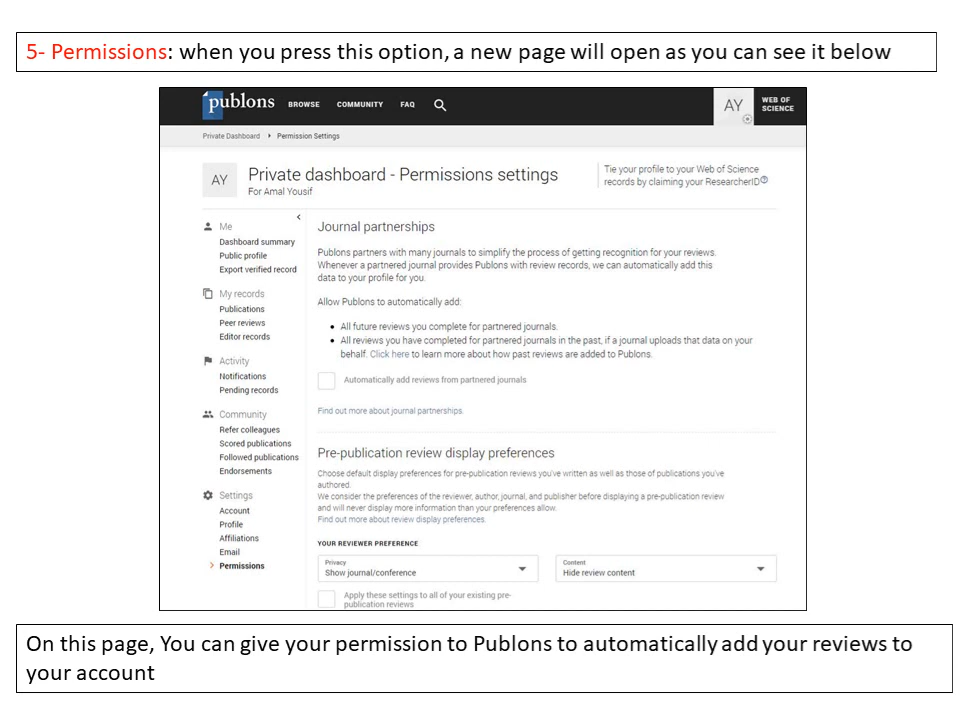 5- Permissions: when you press this option, a new page will open as you can see it below
publons BROWSE COMMUNITY FAQ AY WEB OF SCIENCE
Private Dashboard Permission Settings
AY
Private dashboard - Permissions settings
For Amal Yousif
Tie your profile to your Web of Science
records by claiming your ResearcherID
Me
Dashboard summary
Public profile
Export verified record
My records
Publications
Peer reviews
Editor records
Activity
Notifications
Pending records
Community
Refer colleagues
Scored publications
Followed publications
Endorsements
Settings
Account
Profile
Affiliations
Email
Permissions
Journal partnerships
Publons partners with many journals to simplify the process of getting recognition for your reviews.
Whenever a partnered journal provides Publons with review records, we can automatically add this
data to your profile for you.
Allow Publons to automatically add:
• All future reviews you complete for partnered journals.
• All reviews you have completed for partnered journals in the past, if a journal uploads that data on your
behalf. Click here to learn more about how past reviews are added to Publons.
Automatically add reviews from partnered journals
Find out more about journal partnerships.
Pre-publication review display preferences
Choose default display preferences for pre-publication reviews you've written as well as those of publications you've
authored.
We consider the preferences of the reviewer, author, journal, and publisher before displaying a pre-publication review
and will never display more information than your preferences allow.
Find out more about review display preferences.
YOUR REVIEWER PREFERENCE
Privacy
Show journal/conference
Content
Hide review content
Apply these settings to all of your existing pre-
publication reviews
On this page, You can give your permission to Publons to automatically add your reviews to
your account